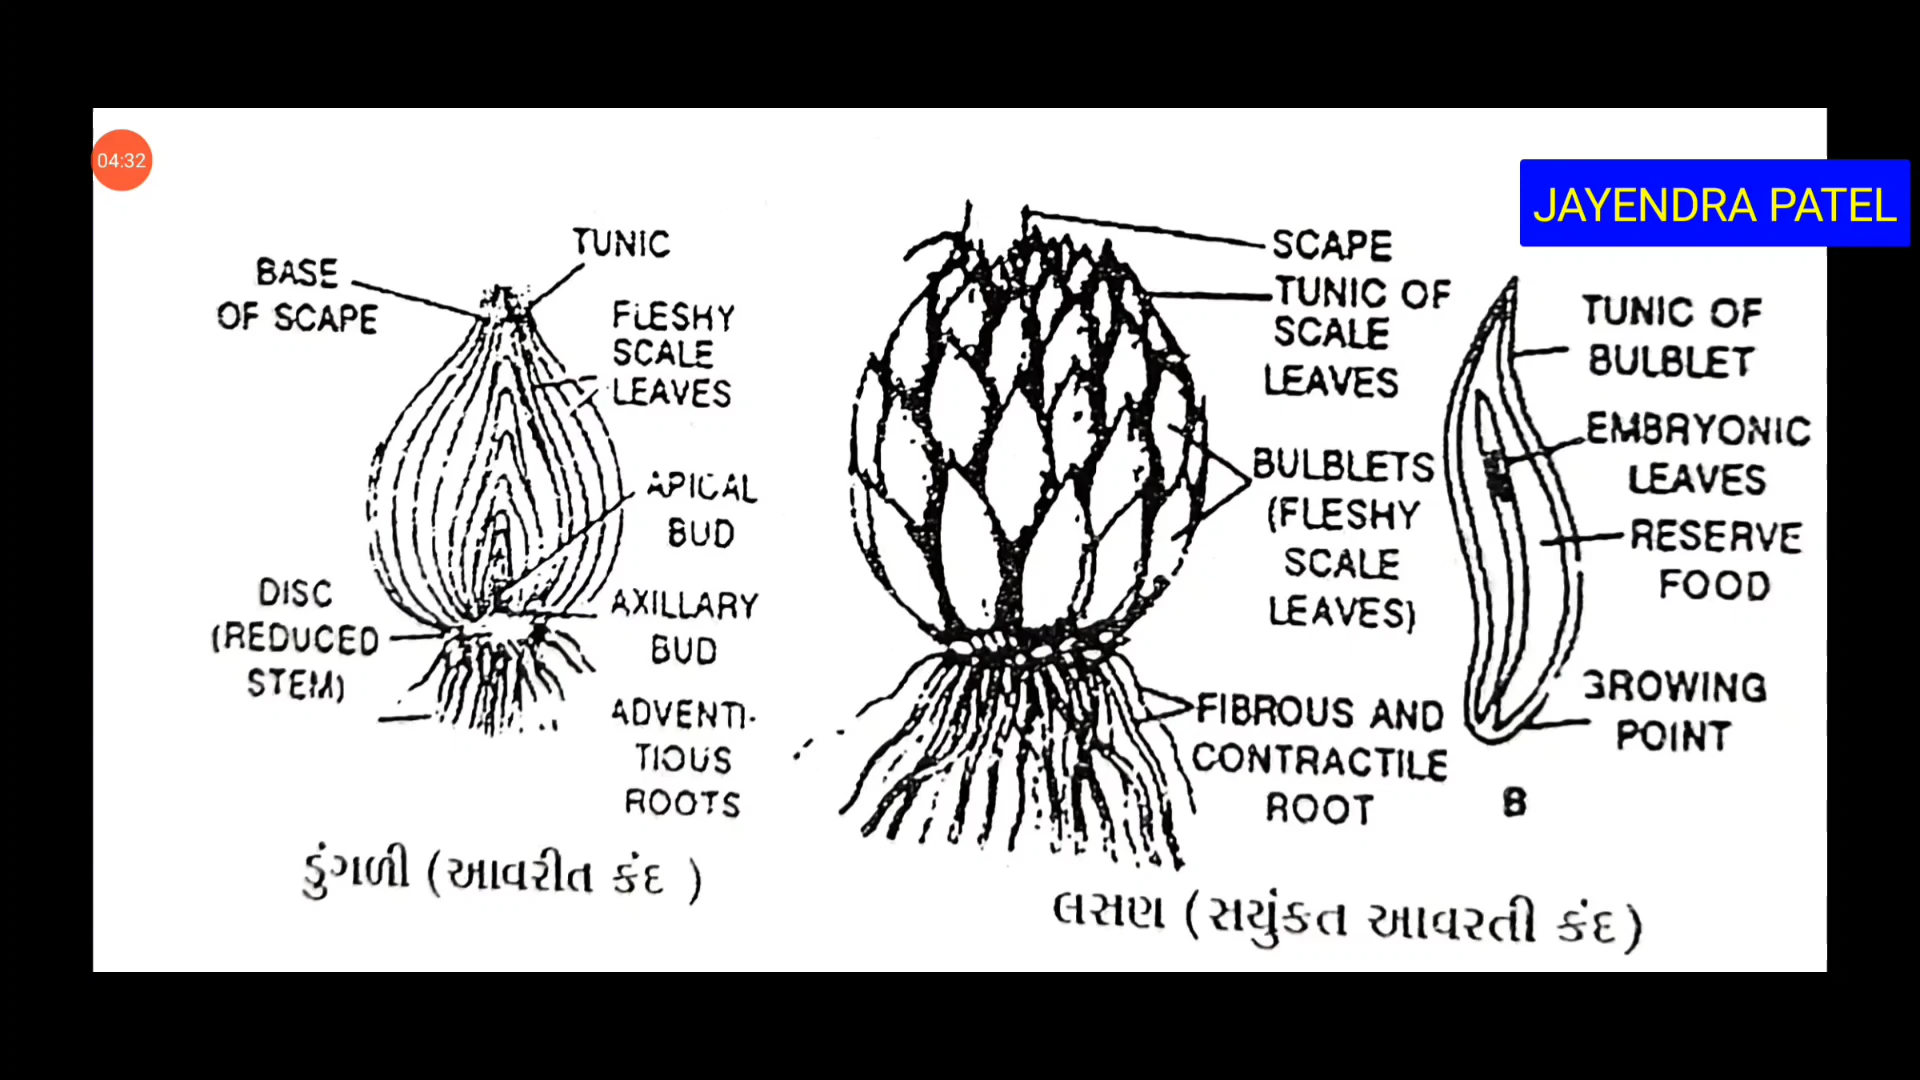 04:32
JAYENDRA PATEL
TUNIC
BASE
OF SCAPE
FLESHY
SCALE
LEAVES
APICAL
BUD
DISC
(REDUCED
STEM)
AXILLARY
BUD
ADVENTI-
TIOUS
ROOTS
ડુંગળી (આવરીત કંદ )
SCAPE
TUNIC OF
SCALE
LEAVES
BULBLETS
(FLESHY
SCALE
LEAVES)
FIBROUS AND
CONTRACTILE
ROOT
TUNIC OF
BULBLET
EMBRYONIC
LEAVES
RESERVE
FOOD
GROWING
POINT
B
લસણ (સયુંકત આવરતી કંદ)